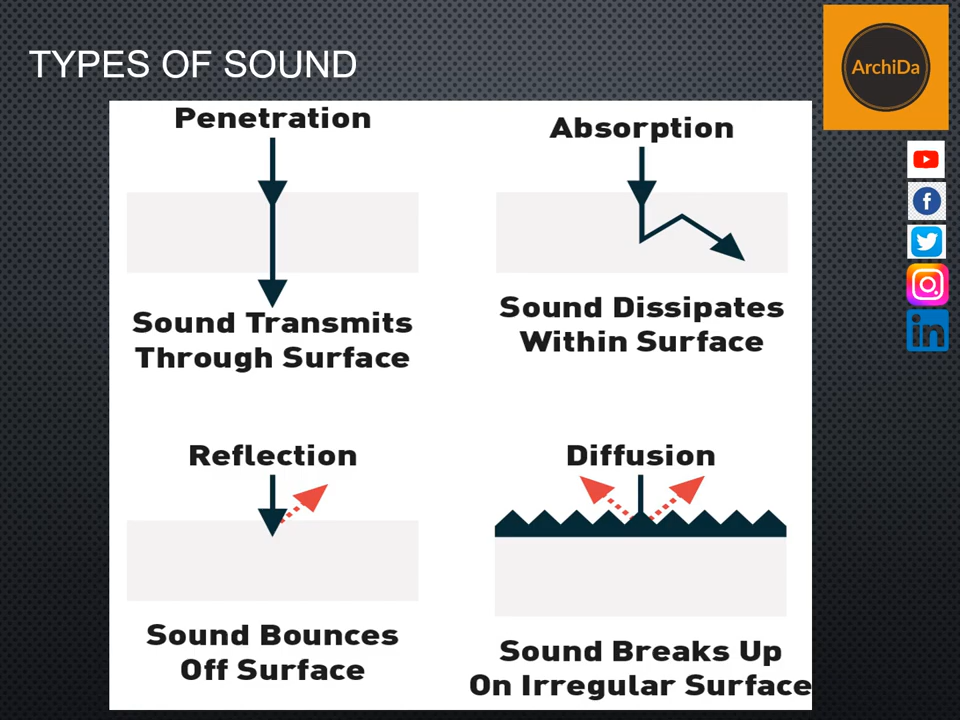 TYPES OF SOUND
ArchiDa
Penetration
Absorption
Sound Transmits
Through Surface
Sound Dissipates
Within Surface
Reflection
Diffusion
Sound Bounces
Off Surface
Sound Breaks Up
On Irregular Surface
f
in